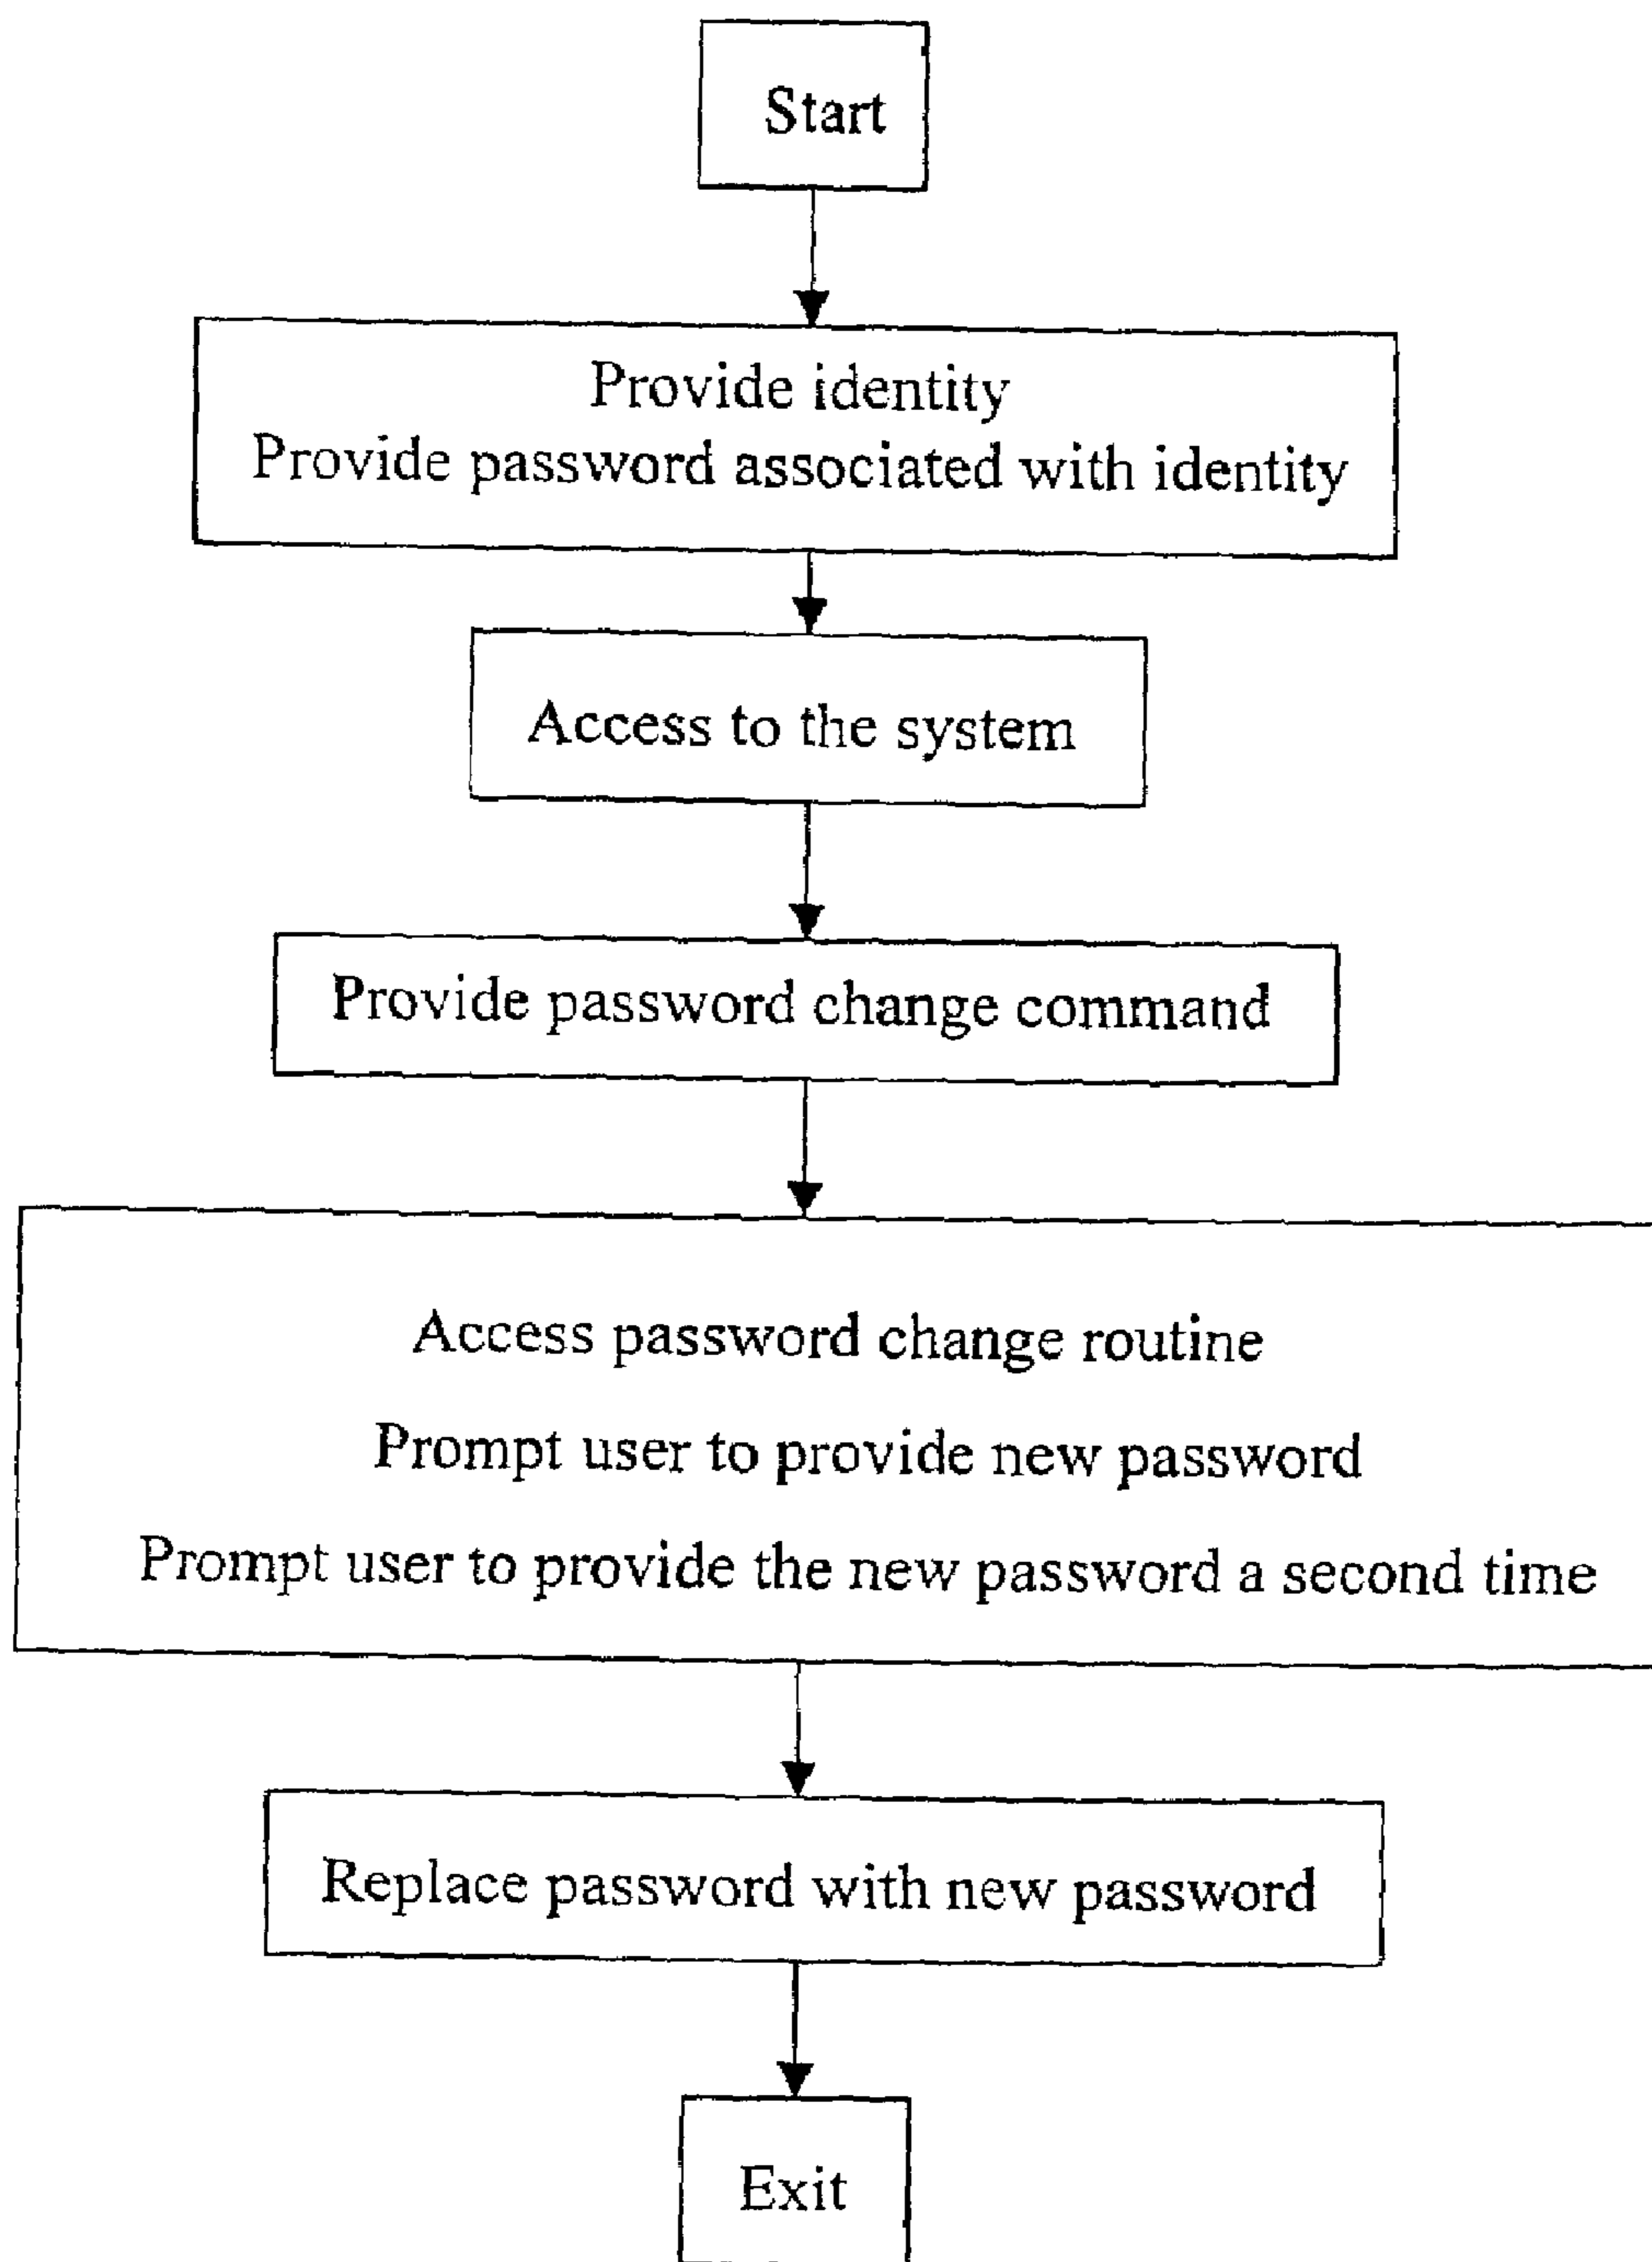 Start
Provide identity
Provide password associated with identity
Access to the system
Provide password change command
Access password change routine
Prompt user to provide new password
Prompt user to provide the new password a second time
Replace password with new password
Exit